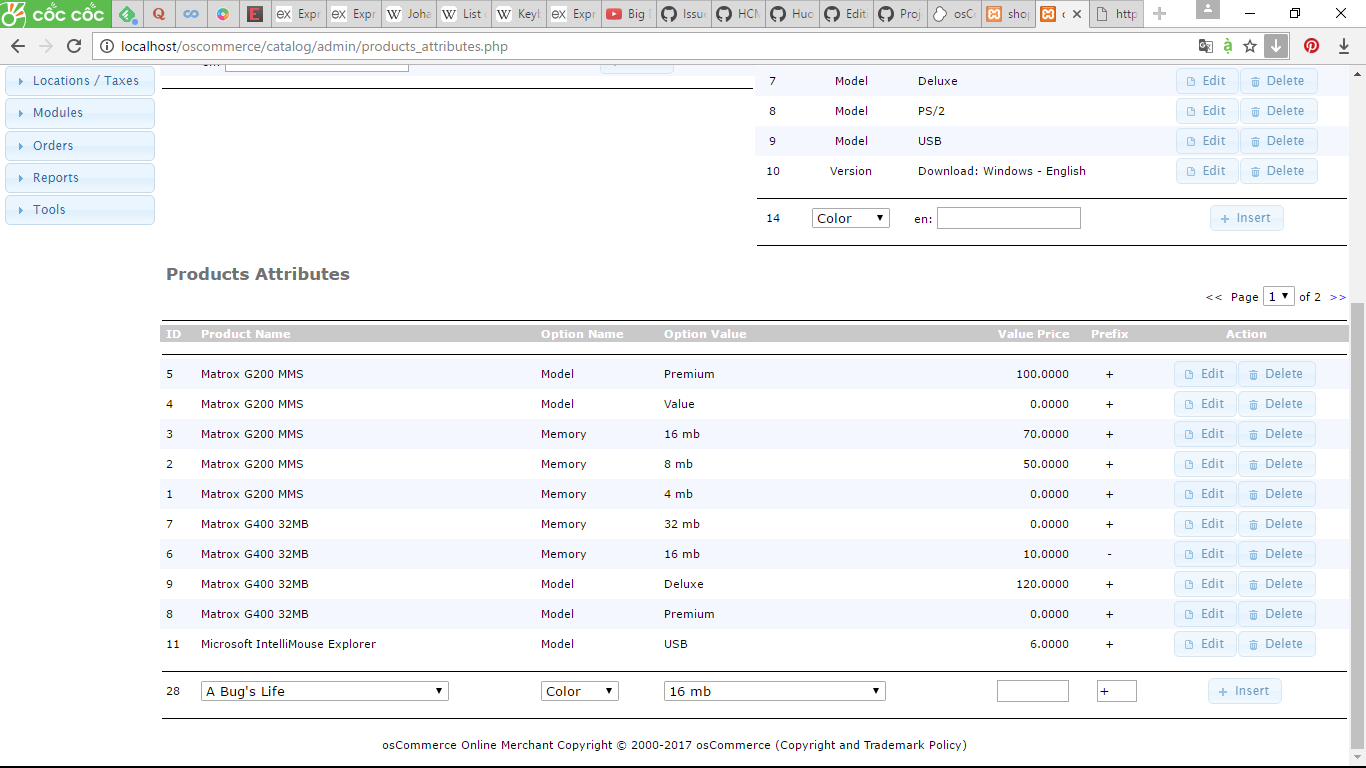 cốc cốc Q E ex Expr ex Expr W Joha W List W Keyb ex Expr Big Issu HCM Huo Edit Proj osC shop http
localhost/oscommerce/catalog/admin/products_attributes.php à
Locations / Taxes
Modules
Orders
Reports
Tools
7 Model Deluxe Edit Delete
8 Model PS/2 Edit Delete
9 Model USB Edit Delete
10 Version Download: Windows - English Edit Delete
14 Color en: Insert
Products Attributes
<< Page 1 of 2 >>
ID Product Name Option Name Option Value Value Price Prefix Action
5 Matrox G200 MMS Model Premium 100.0000 + Edit Delete
4 Matrox G200 MMS Model Value 0.0000 + Edit Delete
3 Matrox G200 MMS Memory 16 mb 70.0000 + Edit Delete
2 Matrox G200 MMS Memory 8 mb 50.0000 + Edit Delete
1 Matrox G200 MMS Memory 4 mb 0.0000 + Edit Delete
7 Matrox G400 32MB Memory 32 mb 0.0000 + Edit Delete
6 Matrox G400 32MB Memory 16 mb 10.0000 - Edit Delete
9 Matrox G400 32MB Model Deluxe 120.0000 + Edit Delete
8 Matrox G400 32MB Model Premium 0.0000 + Edit Delete
11 Microsoft IntelliMouse Explorer Model USB 6.0000 + Edit Delete
28 A Bug's Life Color 16 mb + Insert
osCommerce Online Merchant Copyright © 2000-2017 osCommerce (Copyright and Trademark Policy)